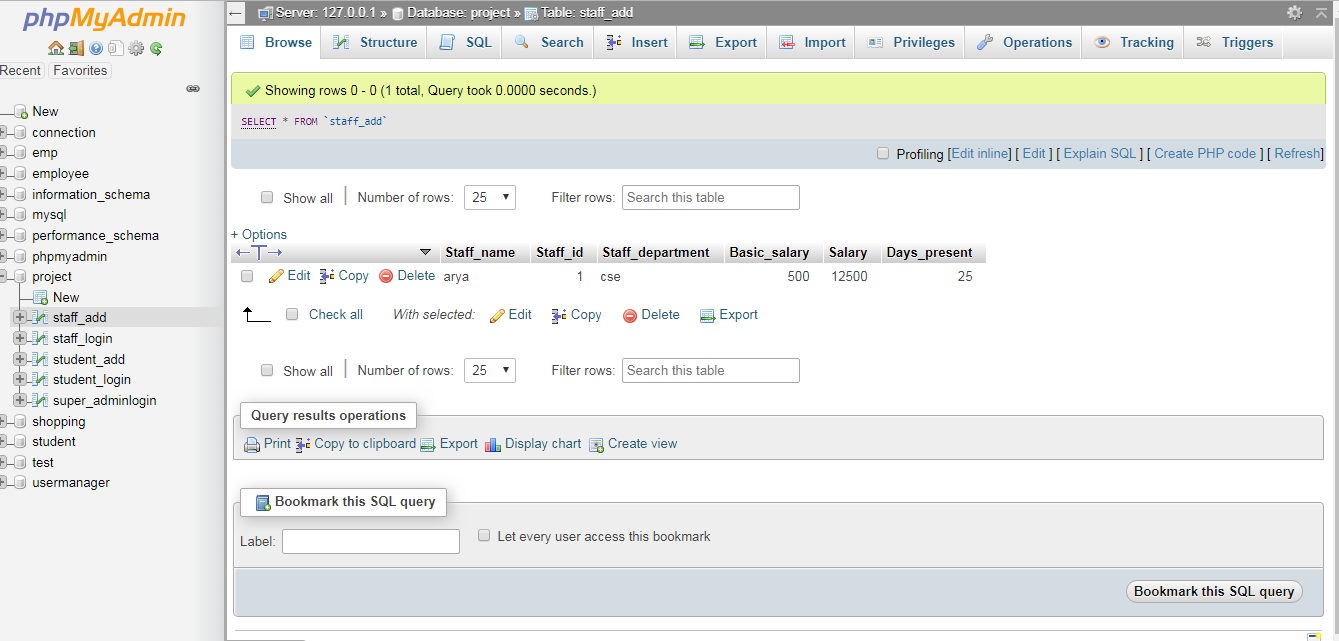 phpMyAdmin
Recent Favorites
New
connection
emp
employee
information_schema
mysql
performance_schema
phpmyadmin
project
New
staff_add
staff_login
student_add
student_login
super_adminlogin
shopping
student
test
usermanager
Server: 127.0.0.1 » Database: project » Table: staff_add
Browse Structure SQL Search Insert Export Import Privileges Operations Tracking Triggers
Showing rows 0 - 0 (1 total, Query took 0.0000 seconds.)
SELECT * FROM `staff_add`
Profiling [Edit inline] [ Edit ] [ Explain SQL ] [ Create PHP code ] [ Refresh]
Show all | Number of rows: 25 Filter rows: Search this table
+ Options
←T→ Staff_name Staff_id Staff_department Basic_salary Salary Days_present
Edit Copy Delete arya 1 cse 500 12500 25
Check all With selected: Edit Copy Delete Export
Show all | Number of rows: 25 Filter rows: Search this table
Query results operations
Print Copy to clipboard Export Display chart Create view
Bookmark this SQL query
Label: Let every user access this bookmark
Bookmark this SQL query